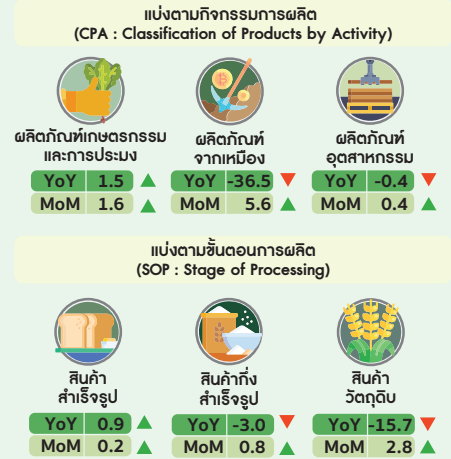 แบ่งตามกิจกรรมการผลิต
(CPA : Classification of Products by Activity)
ผลิตภัณฑ์เกษตรกรรม
และการประมง
YoY 1.5
MoM 1.6
ผลิตภัณฑ์
จากเหมือง
YoY -36.5
MoM 5.6
ผลิตภัณฑ์
อุตสาหกรรม
YoY -0.4
MoM 0.4
แบ่งตามขั้นตอนการผลิต
(SOP : Stage of Processing)
สินค้า
สำเร็จรูป
YoY 0.9
MoM 0.2
สินค้ากึ่ง
สำเร็จรูป
YoY -3.0
MoM 0.8
สินค้า
วัตถุดิบ
YoY -15.7
MoM 2.8